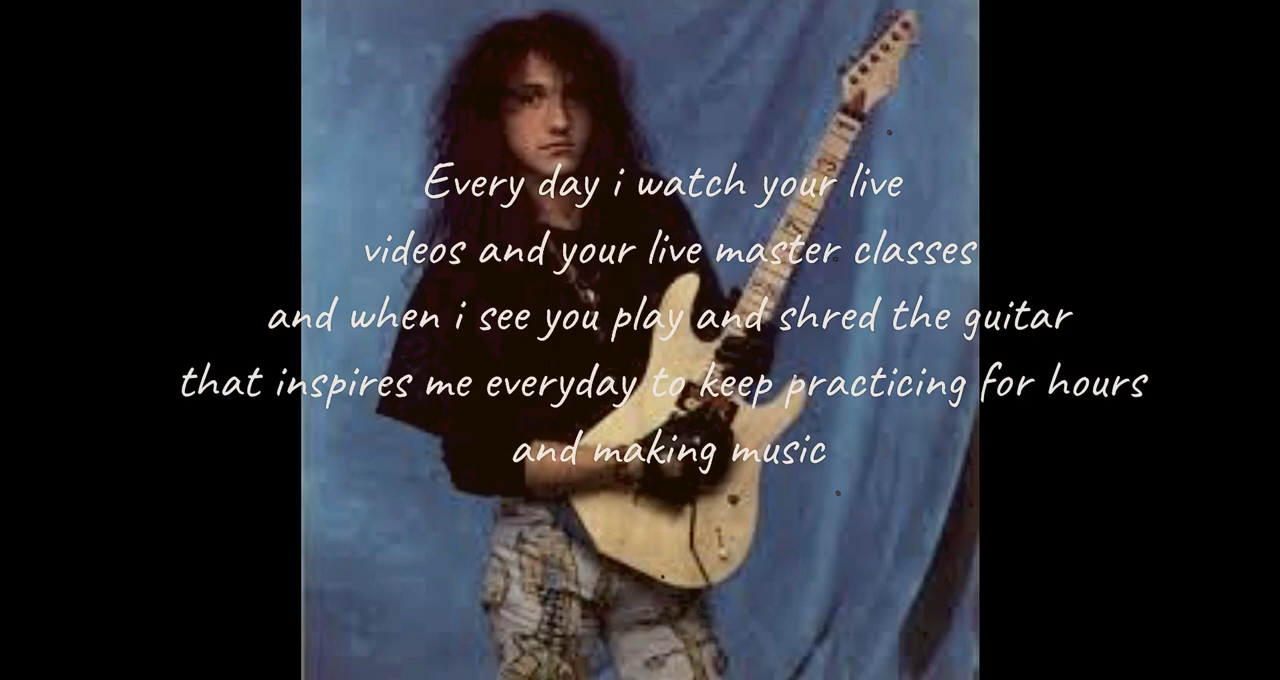 Every day i watch your live
videos and your live master classes
and when i see you play and shred the guitar
that inspires me everyday to keep practicing for hours
and making music